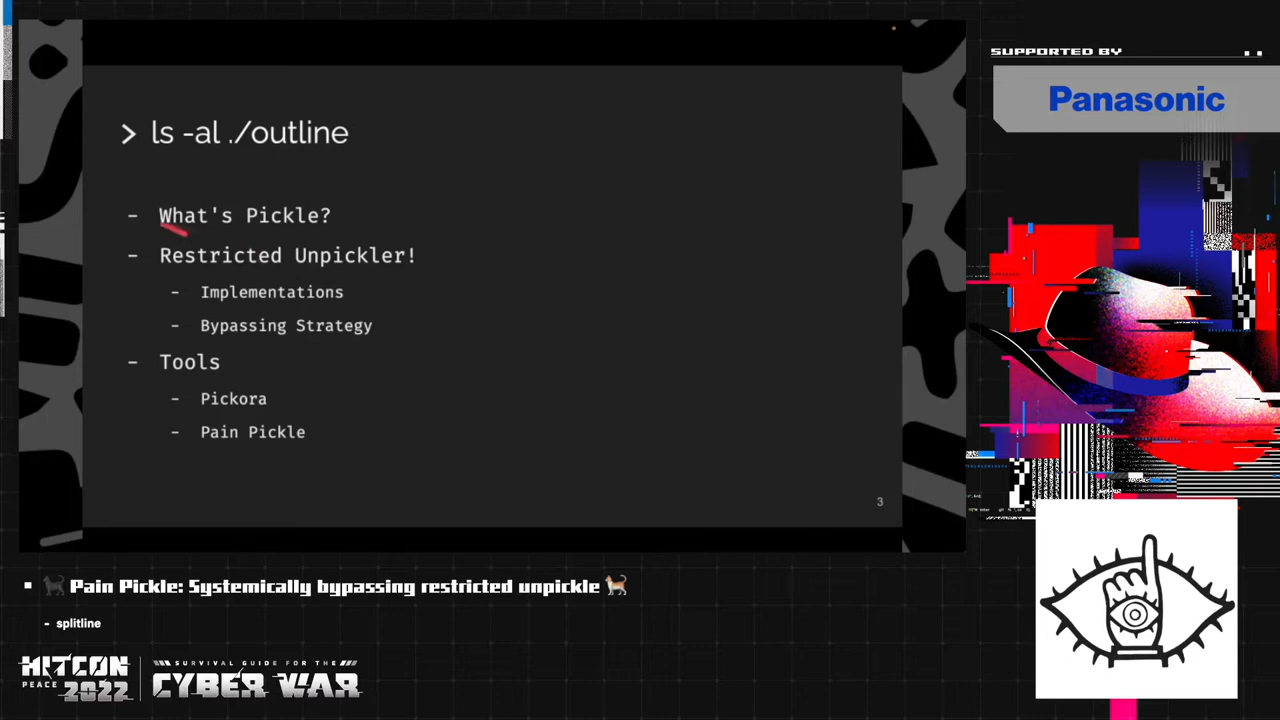 > ls -al ./outline
- What's Pickle?
- Restricted Unpickler!
- Implementations
- Bypassing Strategy
- Tools
- Pickora
- Pain Pickle
3
SUPPORTED BY
Panasonic
🐈‍⬛ Pain Pickle: Systemically bypassing restricted unpickle 🐈
- splitline
HITCON
PEACE 2022
SURVIVAL GUIDE FOR THE
CYBER WAR